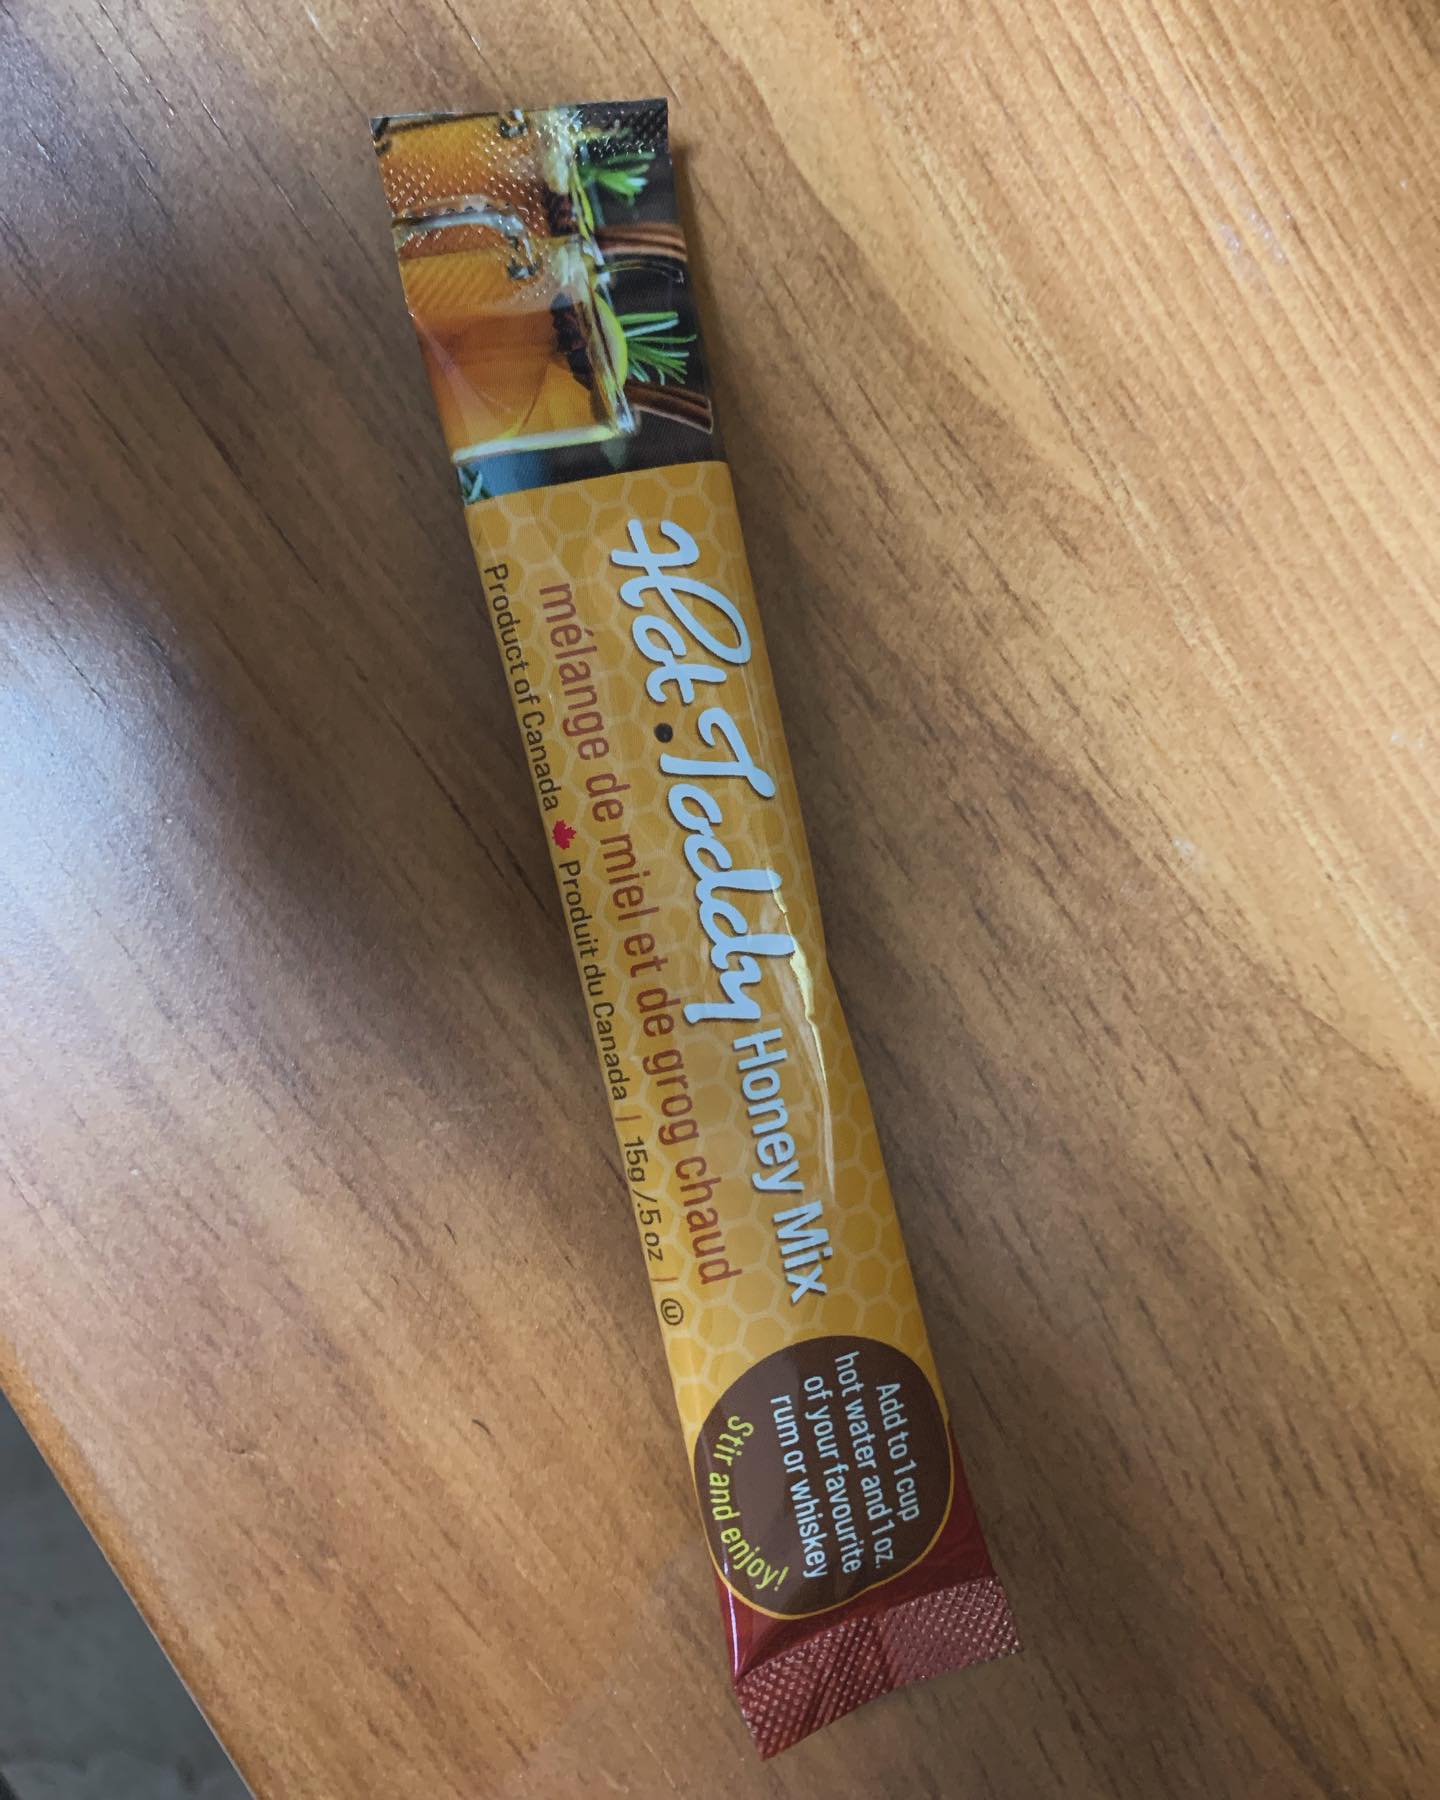 Hot Toddy Honey Mix
mélange de miel et de grog chaud
Product of Canada Produit du Canada | 15g /.5 oz | U
Add to 1 cup
hot water and 1 oz.
of your favourite
rum or whiskey
Stir and enjoy!